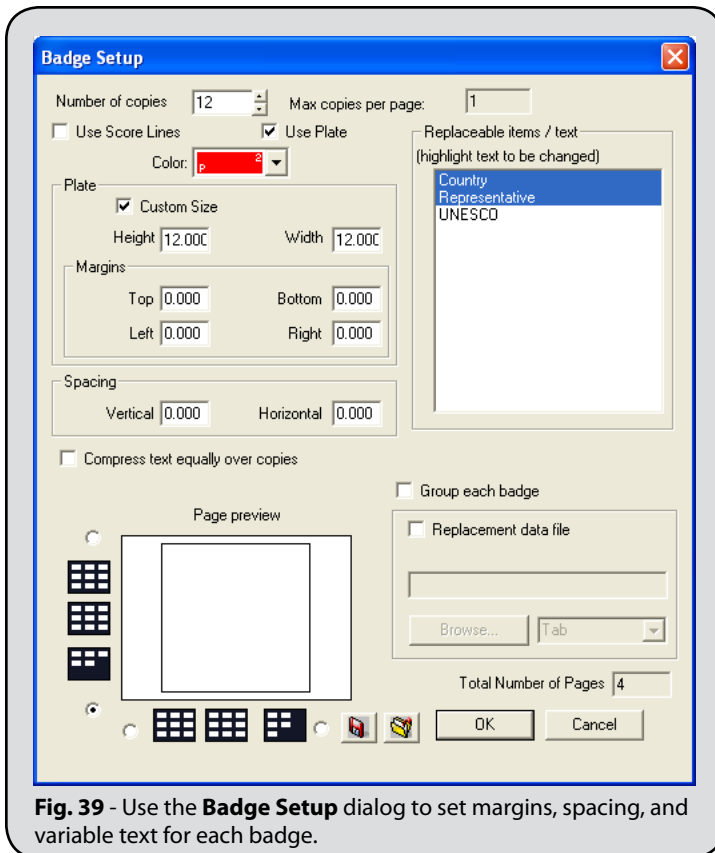 Badge Setup
Number of copies 12 Max copies per page: 1
Use Score Lines Use Plate
Color: P 2
Plate
Custom Size
Height 12.000 Width 12.000
Margins
Top 0.000 Bottom 0.000
Left 0.000 Right 0.000
Spacing
Vertical 0.000 Horizontal 0.000
Compress text equally over copies
Replaceable items / text
(highlight text to be changed)
Country
Representative
UNESCO
Page preview
Group each badge
Replacement data file
Browse... Tab
Total Number of Pages 4
OK Cancel
Fig. 39 - Use the Badge Setup dialog to set margins, spacing, and
variable text for each badge.